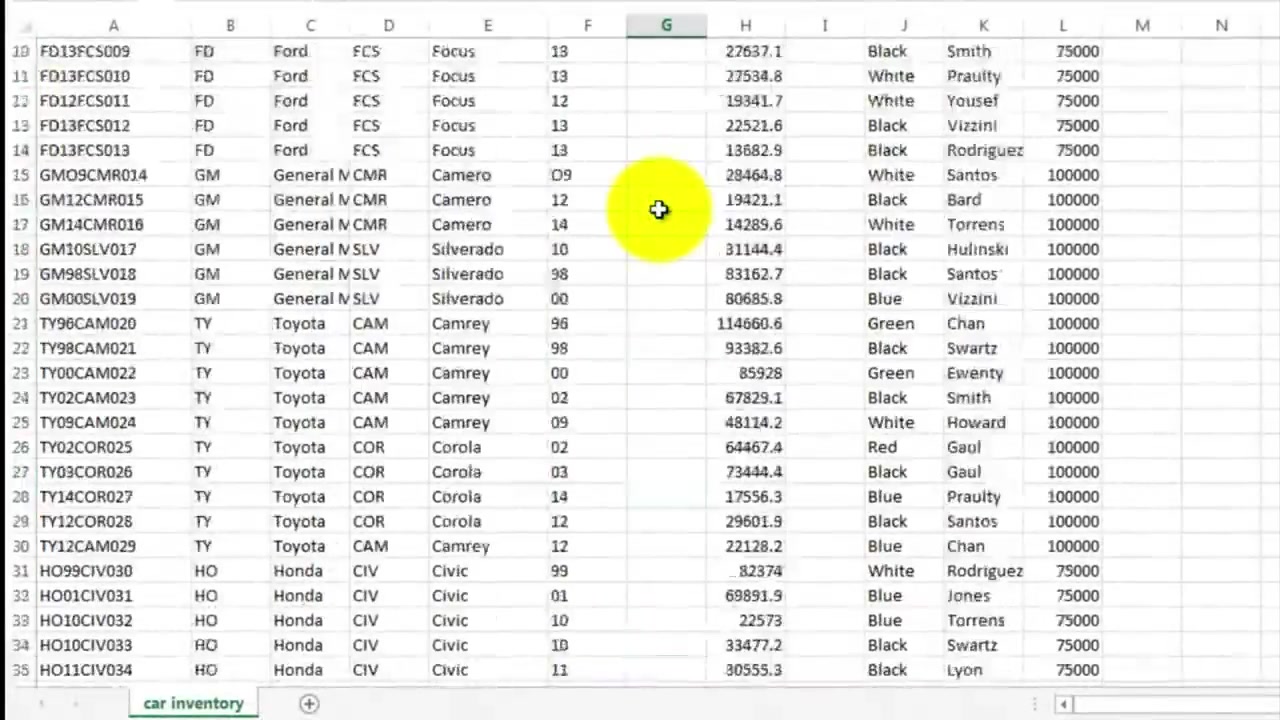 A B C D E F G H I J K L M N
10 FD13FCS009 FD Ford FCS Focus 13 27637.1 Black Smith 75000
11 FD13FCS010 FD Ford FCS Focus 13 27534.8 White Praulty 75000
12 FD12FCS011 FD Ford FCS Focus 12 19341.7 White Yousef 75000
13 FD13FCS012 FD Ford FCS Focus 13 22521.6 Black Vizzini 75000
14 FD13FCS013 FD Ford FCS Focus 13 13682.9 Black Rodriguez 75000
15 GMO9CMR014 GM General M CMR Camero O9 28464.8 White Santos 100000
16 GM12CMR015 GM General M CMR Camero 12 19421.1 Black Bard 100000
17 GM14CMR016 GM General M CMR Camero 14 14289.6 White Torrens 100000
18 GM10SLV017 GM General M SLV Silverado 10 31144.4 Black Hulinski 100000
19 GM98SLV018 GM General M SLV Silverado 98 83162.7 Black Santos 100000
20 GM00SLV019 GM General M SLV Silverado 00 80685.8 Blue Vizzini 100000
21 TY96CAM020 TY Toyota CAM Camrey 96 114660.6 Green Chan 100000
22 TY98CAM021 TY Toyota CAM Camrey 98 93382.6 Black Swartz 100000
23 TY00CAM022 TY Toyota CAM Camrey 00 85928 Green Ewenty 100000
24 TY02CAM023 TY Toyota CAM Camrey 02 67829.1 Black Smith 100000
25 TY09CAM024 TY Toyota CAM Camrey 09 48114.2 White Howard 100000
26 TY02COR025 TY Toyota COR Corola 02 64467.4 Red Gaul 100000
27 TY03COR026 TY Toyota COR Corola 03 73444.4 Black Gaul 100000
28 TY14COR027 TY Toyota COR Corola 14 17556.3 Blue Praulty 100000
29 TY12COR028 TY Toyota COR Corola 12 29601.9 Black Santos 100000
30 TY12CAM029 TY Toyota CAM Camrey 12 22128.2 Blue Chan 100000
31 HO99CIV030 HO Honda CIV Civic 99 82374 White Rodriguez 75000
32 HO01CIV031 HO Honda CIV Civic 01 69891.9 Blue Jones 75000
33 HO10CIV032 HO Honda CIV Civic 10 22573 Blue Torrens 75000
34 HO10CIV033 HO Honda CIV Civic 10 33477.2 Black Swartz 75000
35 HO11CIV034 HO Honda CIV Civic 11 30555.3 Black Lyon 75000
car inventory